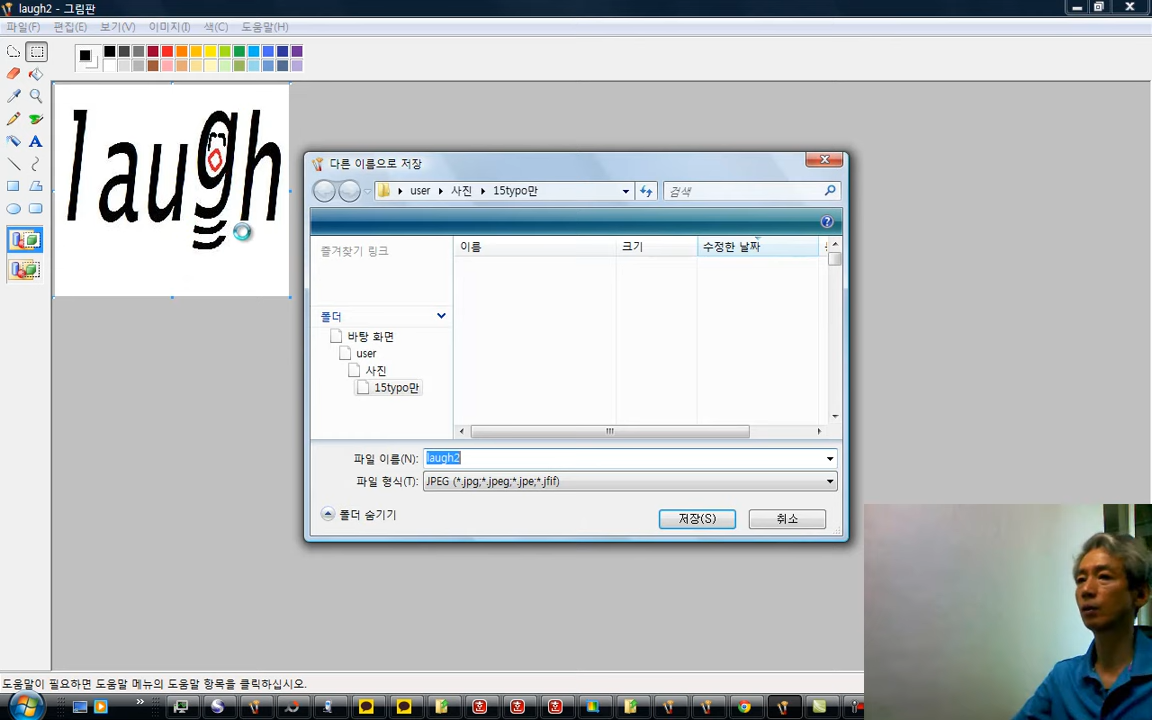 laugh2 - 그림판
파일(F) 편집(E) 보기(V) 이미지(I) 색(C) 도움말(H)
laugh
다른 이름으로 저장
user 사진 15typo만
검색
즐겨찾기 링크
이름 크기 수정한 날짜
폴더
바탕 화면
user
사진
15typo만
파일 이름(N): laugh2
파일 형식(T): JPEG (*.jpg;*.jpeg;*.jpe;*.jfif)
폴더 숨기기
저장(S) 취소
도움말이 필요하면 도움말 메뉴의 도움말 항목을 클릭하십시오.